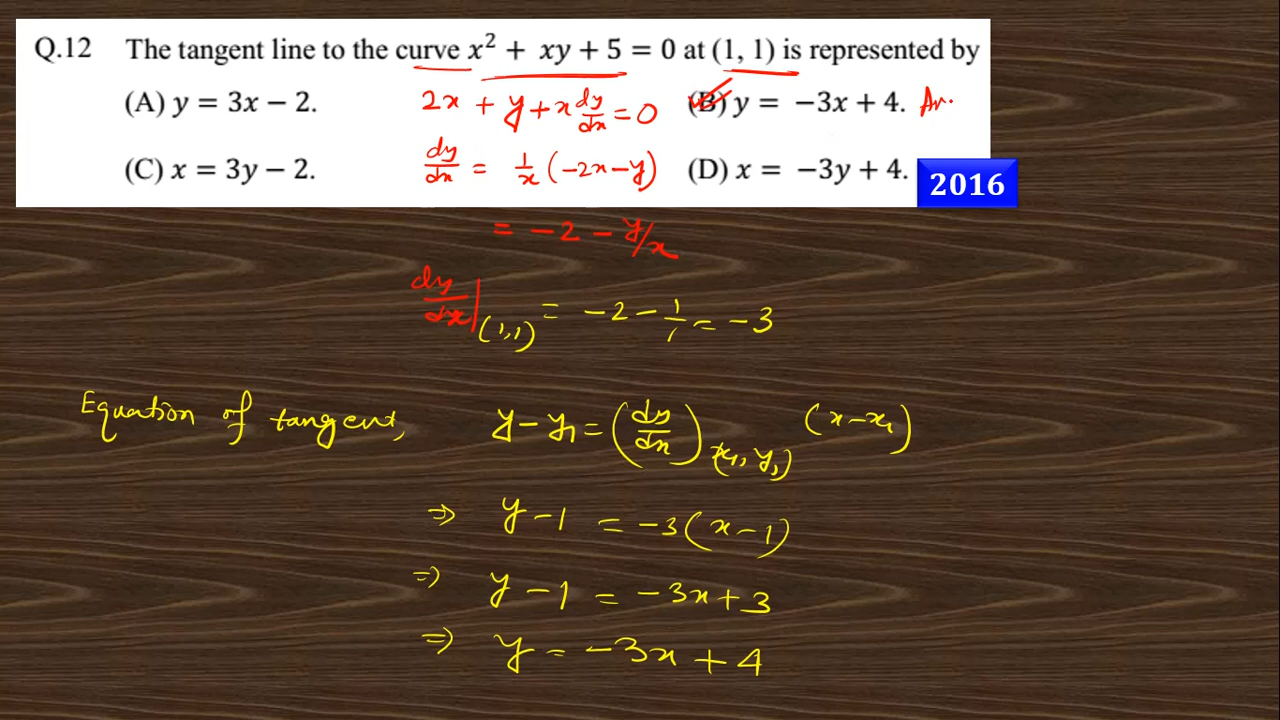 Q.12 The tangent line to the curve x² + xy + 5 = 0 at (1, 1) is represented by
(A) y = 3x − 2. 2x + y + x dy/dx = 0 (B) y = −3x + 4. An.
(C) x = 3y − 2. dy/dx = 1/x (−2x − y) (D) x = −3y + 4. 2016
= −2 − y/x
dy/dx |(1,1) = −2 − 1/1 = −3
Equation of tangent, y − y₁ = (dy/dx)(x₁, y₁) (x − x₁)
⇒ y − 1 = −3(x − 1)
⇒ y − 1 = −3x + 3
⇒ y = −3x + 4